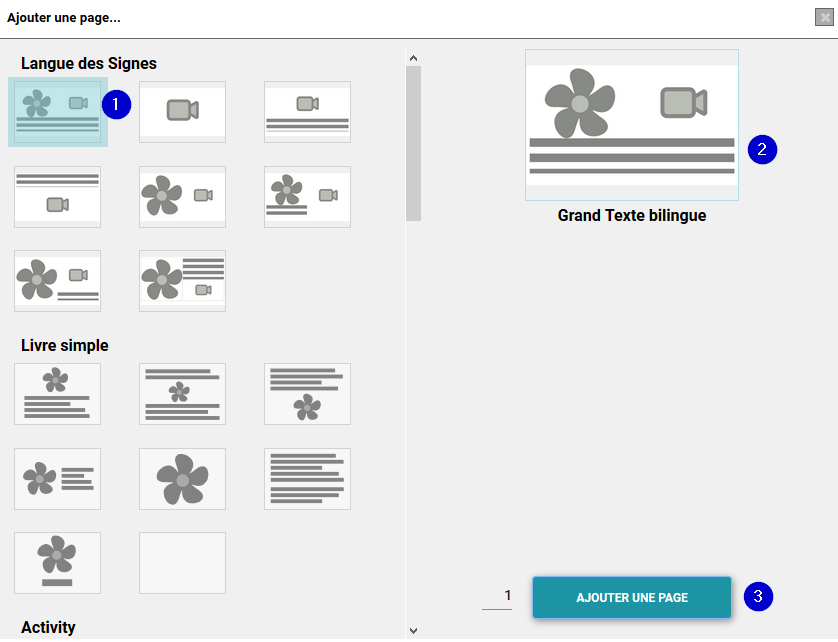 Ajouter une page...
Langue des Signes
1
2
Grand Texte bilingue
Livre simple
1
AJOUTER UNE PAGE
3
Activity